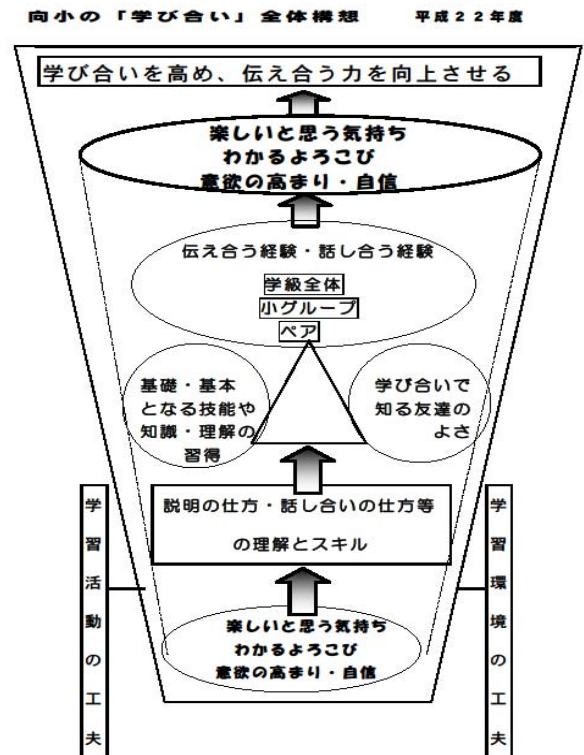 向小の「学び合い」全体構想　平成２２年度
学び合いを高め、伝え合う力を向上させる
楽しいと思う気持ち
わかるよろこび
意欲の高まり・自信
伝え合う経験・話し合う経験
学級全体
小グループ
ペア
基礎・基本
となる技能や
知識・理解の
習得
学び合いで
知る友達の
よさ
説明の仕方・話し合いの仕方等
の理解とスキル
学習活動の工夫
学習環境の工夫
楽しいと思う気持ち
わかるよろこび
意欲の高まり・自信